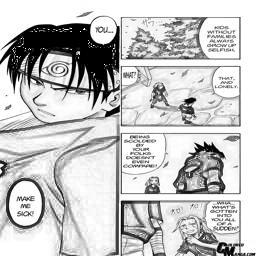 YOU...
MAKE
ME
SICK!
KIDS
WITHOUT
FAMILIES
ALWAYS
GROW UP
SELFISH.
WHAT?
THAT,
AND
LONELY.
BEING
SCOLDED
BY
YOUR
FOLKS
DOESN'T
EVEN
COMPARE!
...WHA...
WHAT'S
GOTTEN
INTO
YOU ALL
OF A
SUDDEN?